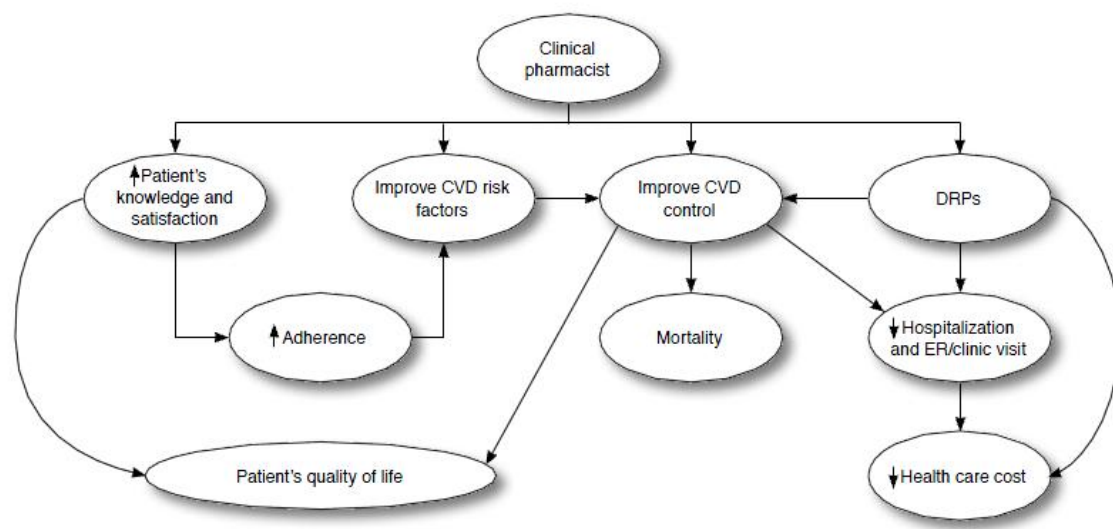 Clinical
pharmacist
↑Patient's
knowledge and
satisfaction
Improve CVD risk
factors
Improve CVD
control
DRPs
↑Adherence
Mortality
↓Hospitalization
and ER/clinic visit
Patient's quality of life
↓Health care cost